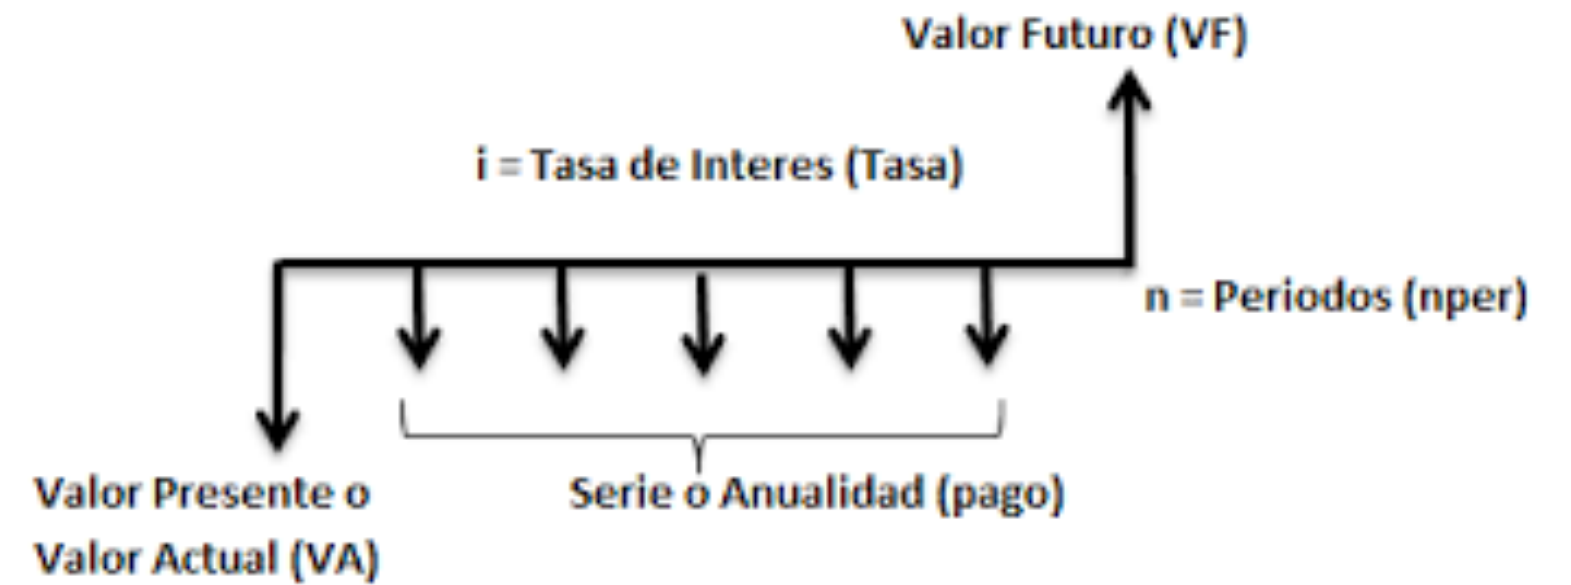 Valor Futuro (VF)
i = Tasa de Interes (Tasa)
n = Periodos (nper)
Valor Presente o
Valor Actual (VA)
Serie o Anualidad (pago)